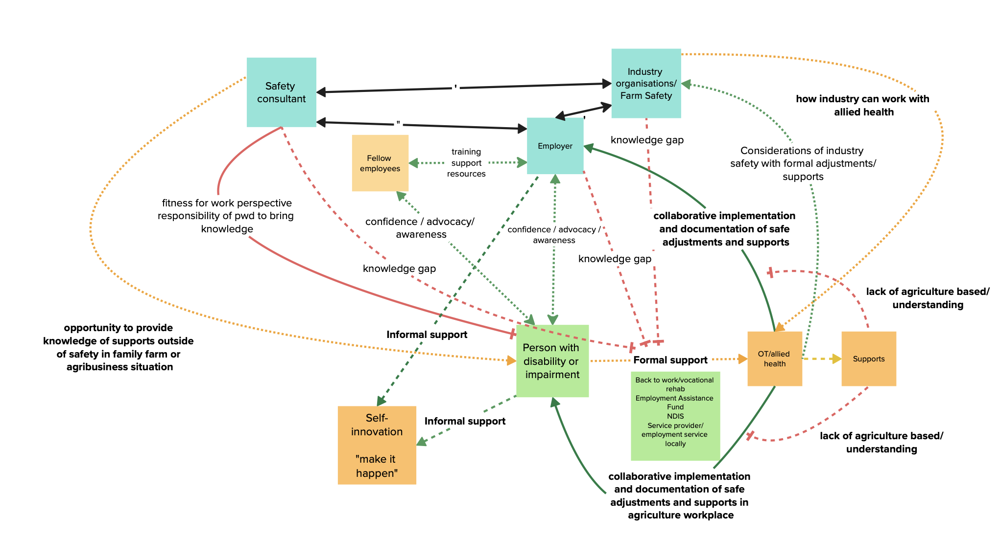 Safety
consultant
Industry
organisations/
Farm Safety
'
how industry can work with
allied health
"
'
Employer
knowledge gap
Fellow
employees
training
support
resources
Considerations of industry
safety with formal adjustments/
supports
fitness for work perspective
responsibility of pwd to bring
knowledge
confidence / advocacy/
awareness
confidence / advocacy /
awareness
collaborative implementation
and documentation of safe
adjustments and supports
knowledge gap
knowledge gap
lack of agriculture based/
understanding
opportunity to provide
knowledge of supports outside
of safety in family farm or
agribusiness situation
Informal support
Person with
disability or
impairment
Formal support
OT/allied
health
Supports
Back to work/vocational
rehab
Employment Assistance
Fund
NDIS
Service provider/
employment service
locally
Self-
innovation
"make it
happen"
Informal support
lack of agriculture based/
understanding
collaborative implementation
and documentation of safe
adjustments and supports in
agriculture workplace